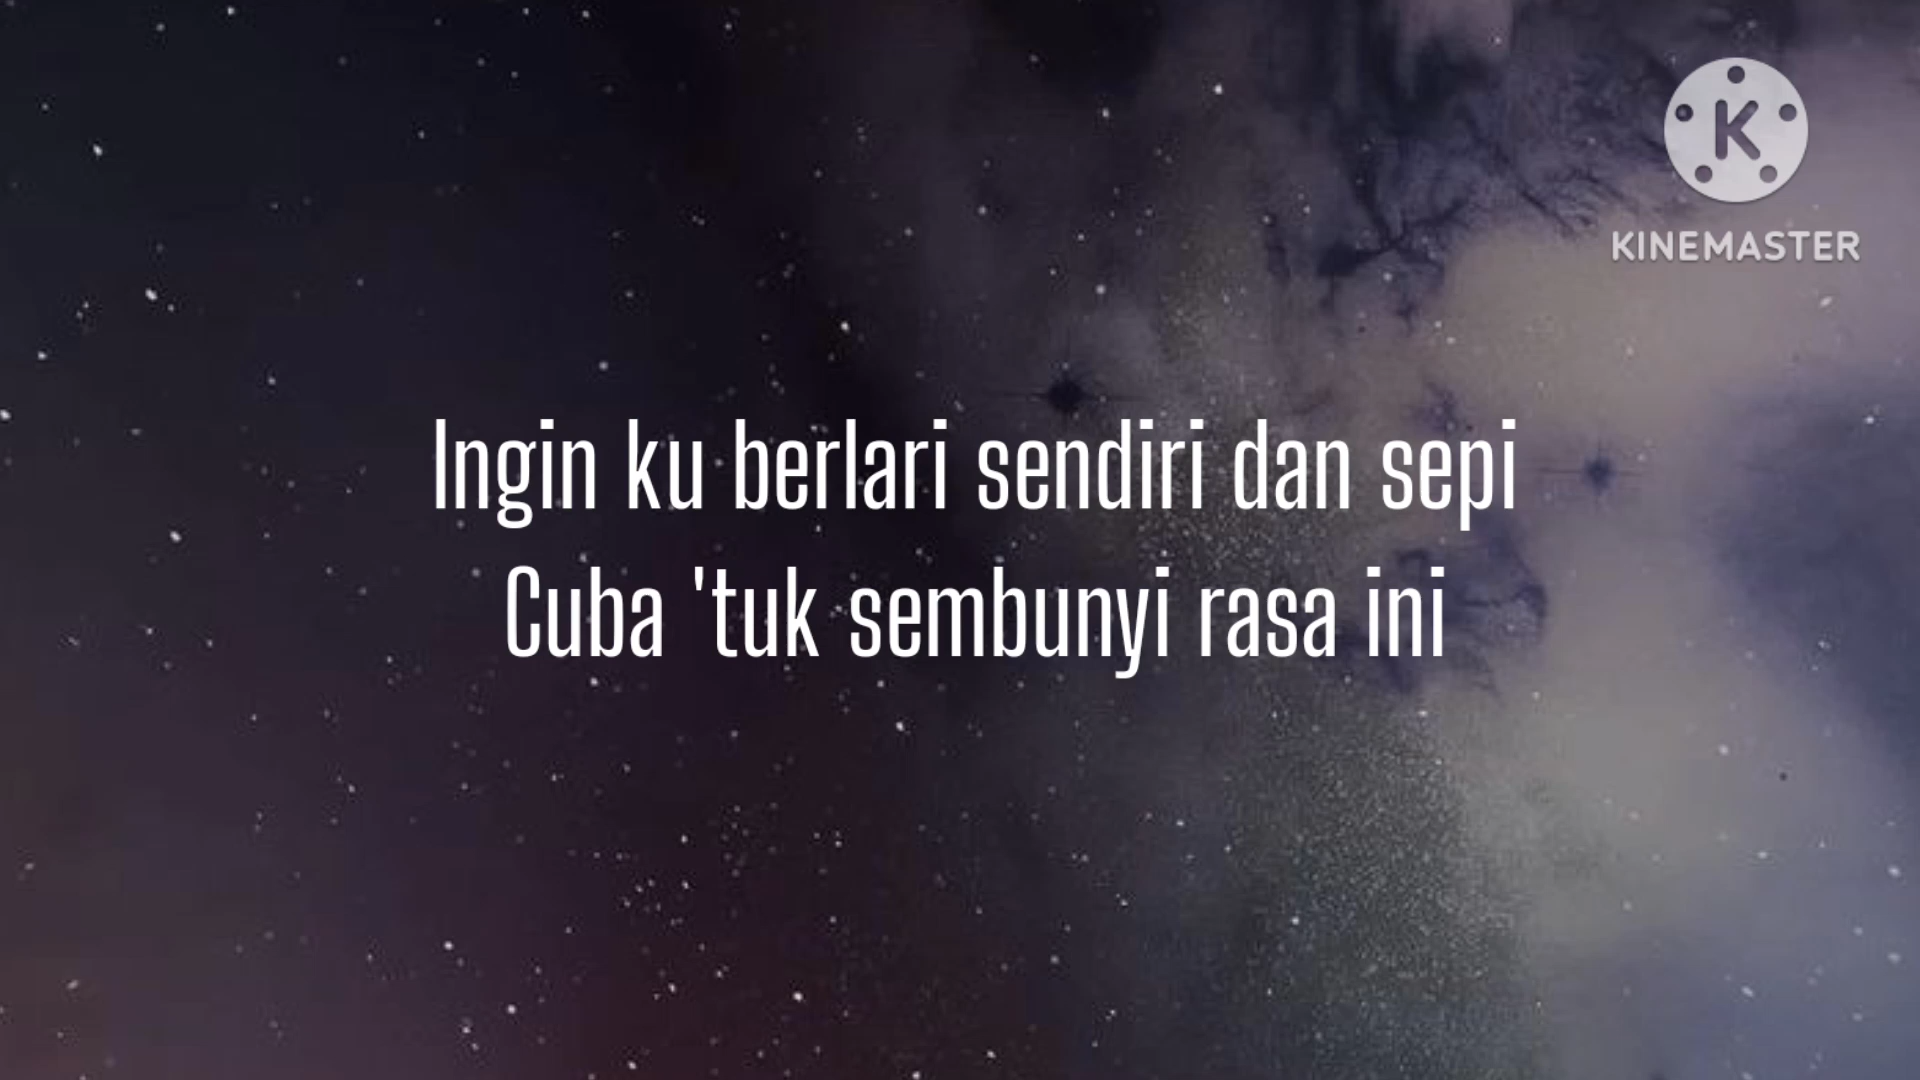 K
KINEMASTER
Ingin ku berlari sendiri dan sepi
Cuba 'tuk sembunyi rasa ini